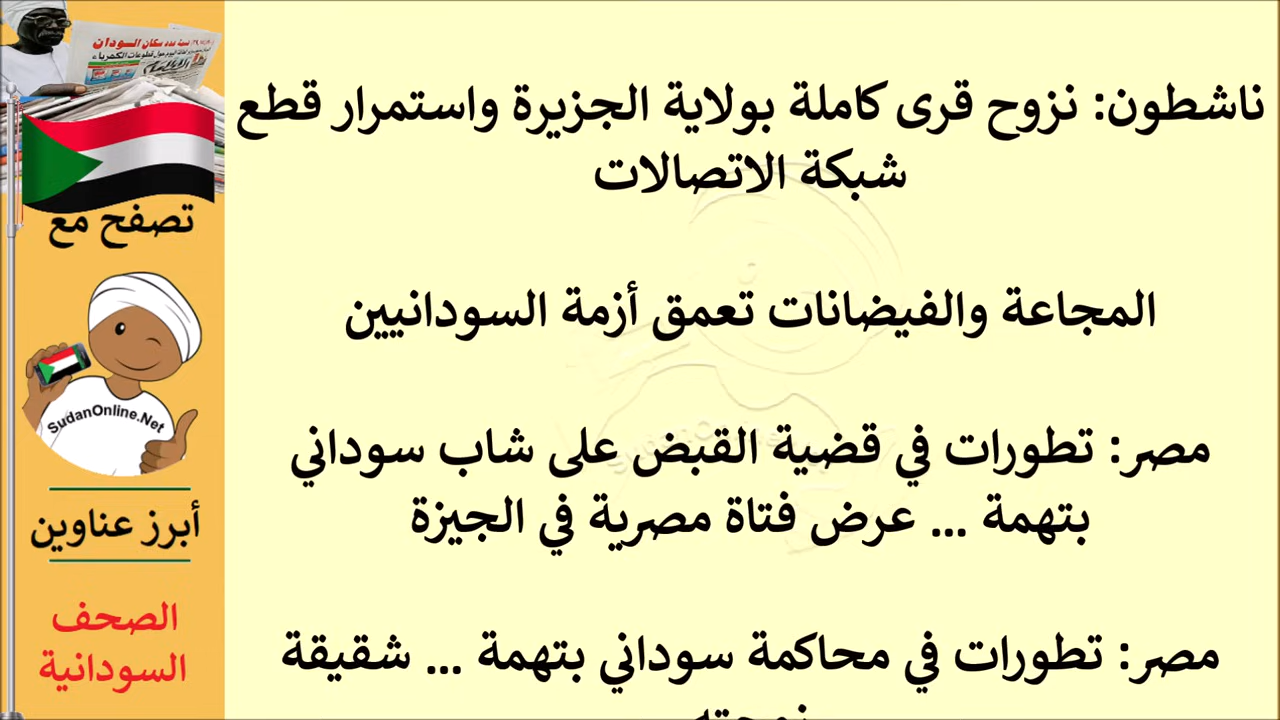 ناشطون: نزوح قرى كاملة بولاية الجزيرة واستمرار قطع
شبكة الاتصالات
المجاعة والفيضانات تعمق أزمة السودانيين
مصر: تطورات في قضية القبض على شاب سوداني
بتهمة ... عرض فتاة مصرية في الجيزة
مصر: تطورات في محاكمة سوداني بتهمة ... شقيقة
تصفح مع
SudanOnline.Net
أبرز عناوين
الصحف
السودانية